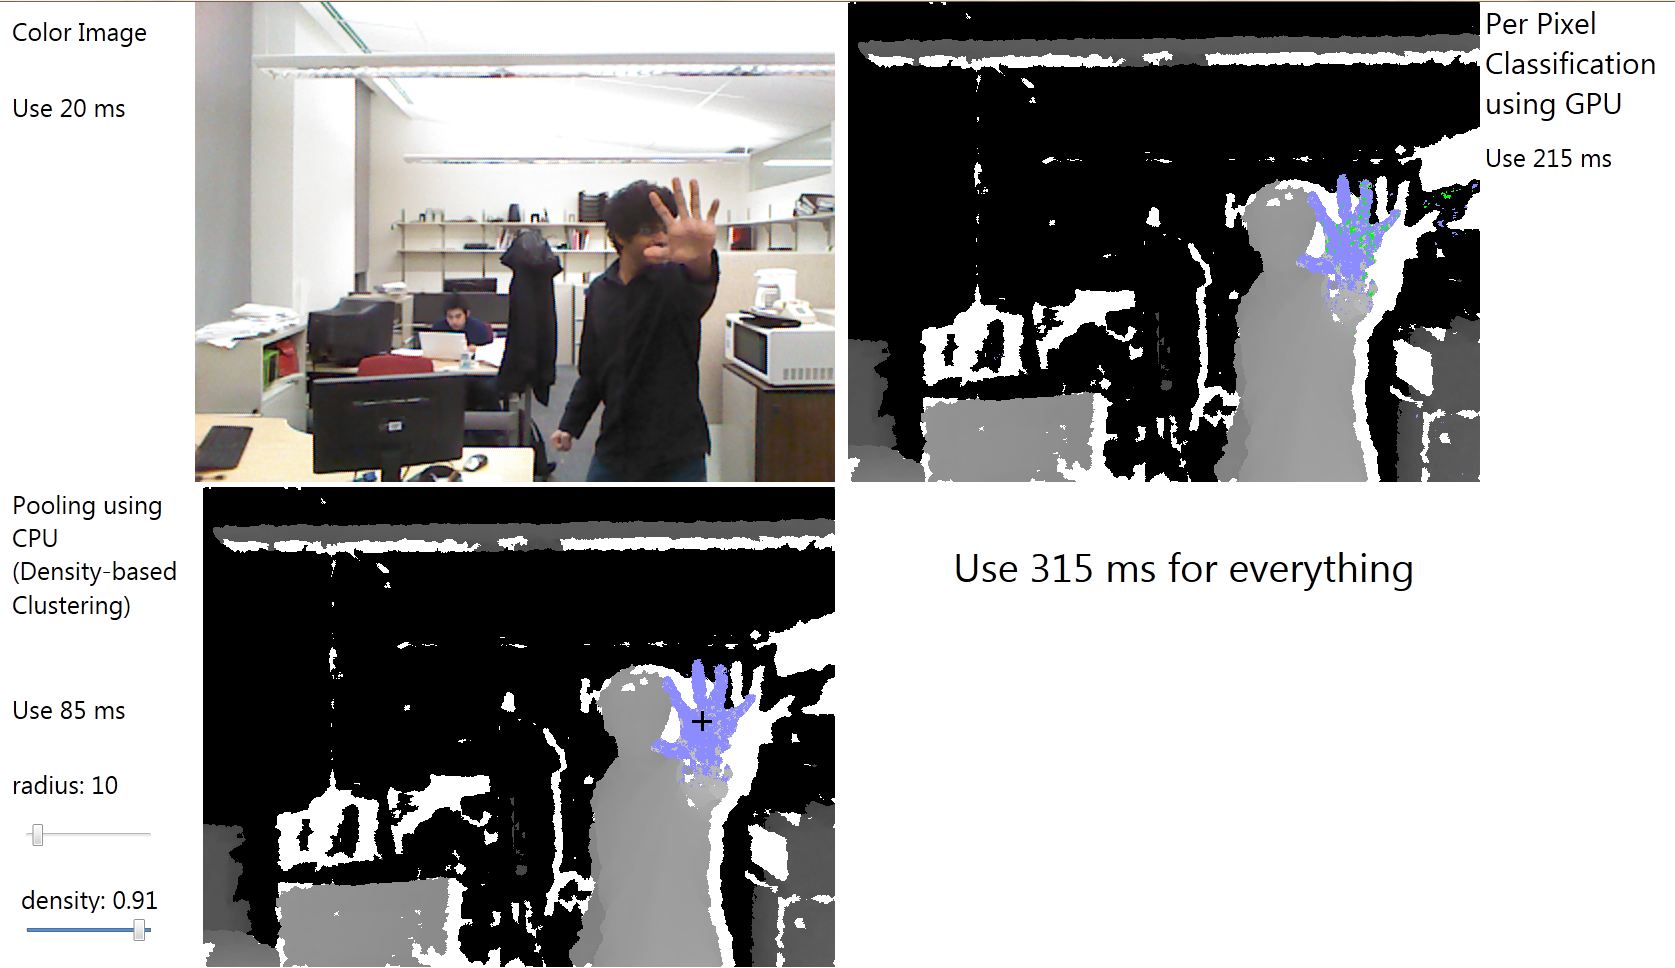 Color Image
Use 20 ms
Per Pixel
Classification
using GPU
Use 215 ms
Pooling using
CPU
(Density-based
Clustering)
Use 85 ms
radius: 10
density: 0.91
Use 315 ms for everything